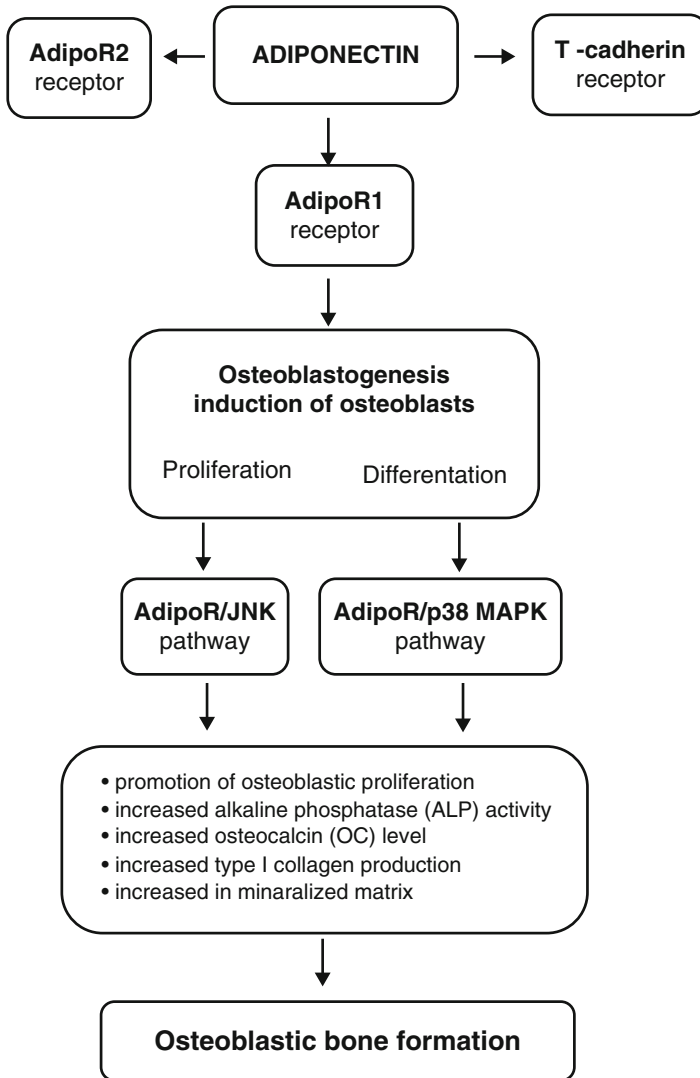 AdipoR2
receptor
ADIPONECTIN
T -cadherin
receptor
AdipoR1
receptor
Osteoblastogenesis
induction of osteoblasts
Proliferation
Differentation
AdipoR/JNK
pathway
AdipoR/p38 MAPK
pathway
• promotion of osteoblastic proliferation
• increased alkaline phosphatase (ALP) activity
• increased osteocalcin (OC) level
• increased type I collagen production
• increased in minaralized matrix
Osteoblastic bone formation